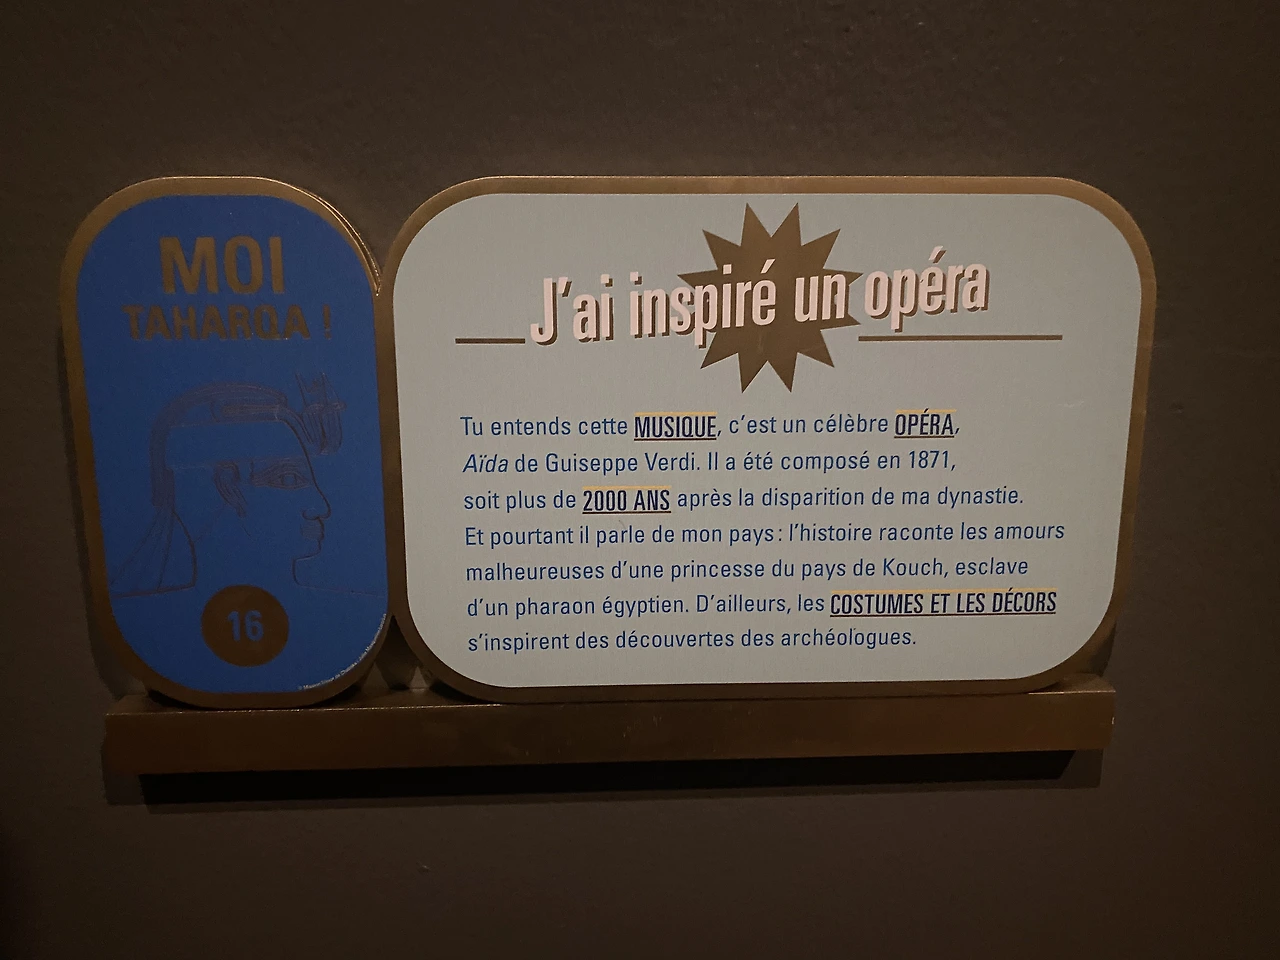 MOI
TAHARQA !
16
J'ai inspiré un opéra
Tu entends cette MUSIQUE, c'est un célèbre OPÉRA,
Aïda de Guiseppe Verdi. Il a été composé en 1871,
soit plus de 2000 ANS après la disparition de ma dynastie.
Et pourtant il parle de mon pays : l'histoire raconte les amours
malheureuses d'une princesse du pays de Kouch, esclave
d'un pharaon égyptien. D'ailleurs, les COSTUMES ET LES DÉCORS
s'inspirent des découvertes des archéologues.